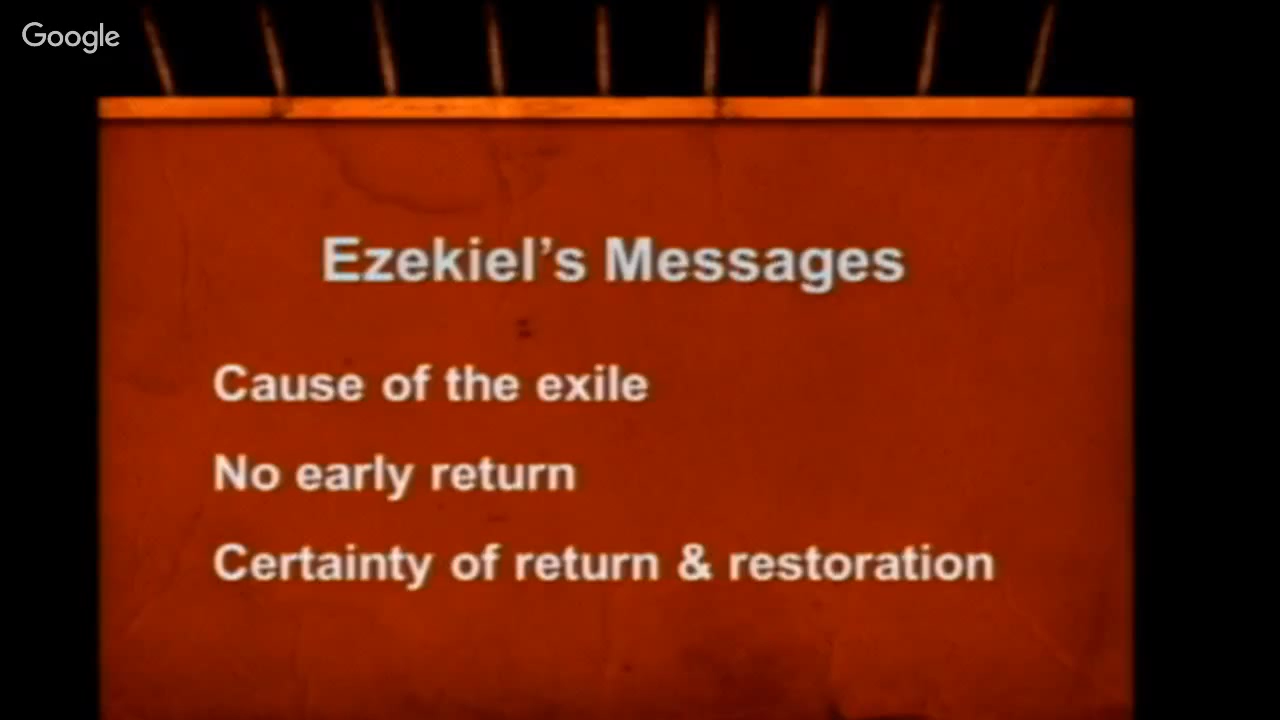 Google
Ezekiel's Messages
Cause of the exile
No early return
Certainty of return & restoration